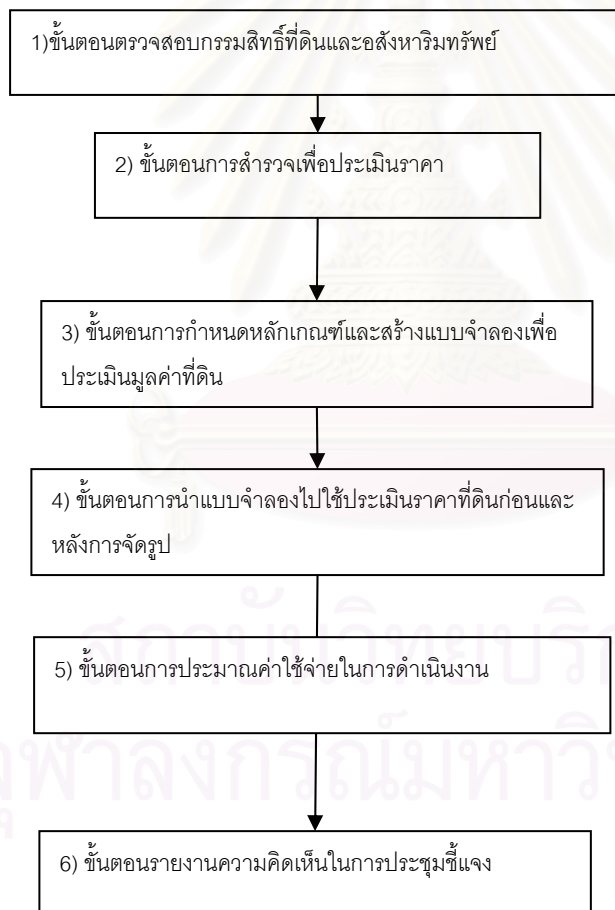 1)ขั้นตอนตรวจสอบกรรมสิทธิ์ที่ดินและอสังหาริมทรัพย์
2) ขั้นตอนการสำรวจเพื่อประเมินราคา
3) ขั้นตอนการกำหนดหลักเกณฑ์และสร้างแบบจำลองเพื่อ
ประเมินมูลค่าที่ดิน
4) ขั้นตอนการนำแบบจำลองไปใช้ประเมินราคาที่ดินก่อนและ
หลังการจัดรูป
สถาบันวิทยบริ
5) ขั้นตอนการประมาณค่าใช้จ่ายในการดำเนินงาน
6) ขั้นตอนรายงานความคิดเห็นในการประชุมชี้แจง